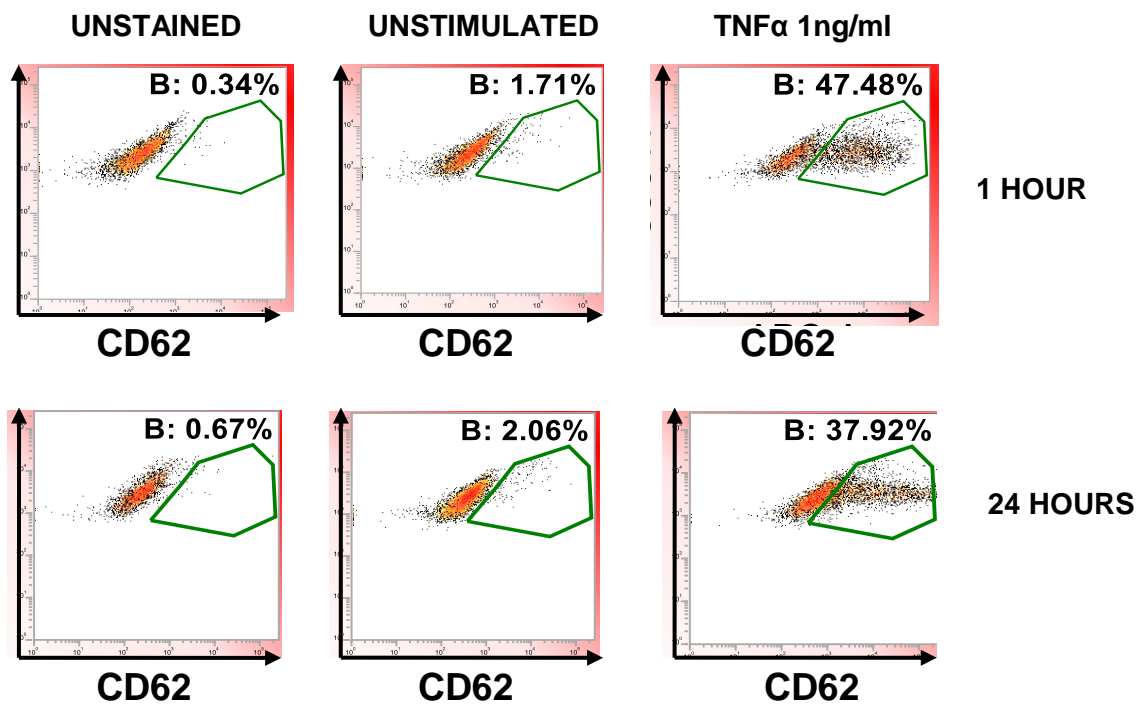 UNSTAINED UNSTIMULATED TNFα 1ng/ml
B: 0.34% B: 1.71% B: 47.48%
1 HOUR
CD62 CD62 CD62
B: 0.67% B: 2.06% B: 37.92%
24 HOURS
CD62 CD62 CD62